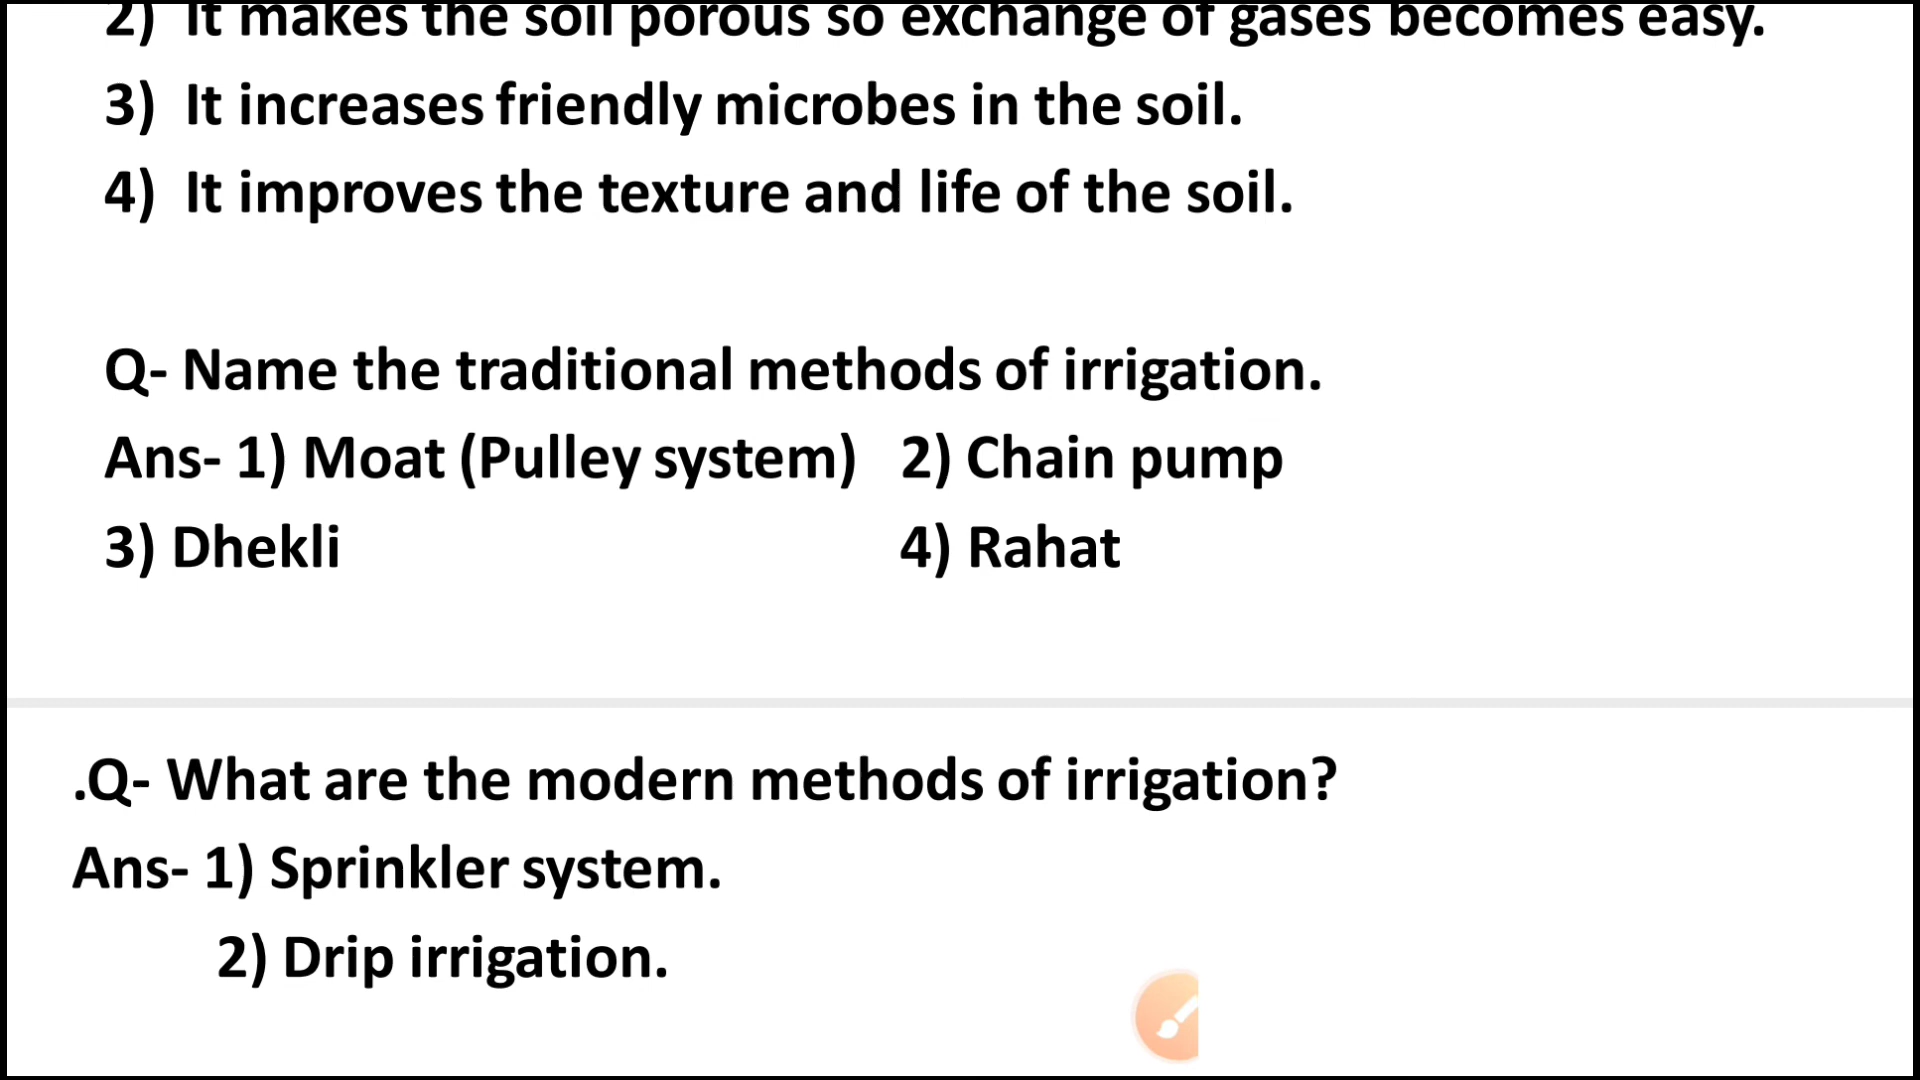 2) It makes the soil porous so exchange of gases becomes easy.
3) It increases friendly microbes in the soil.
4) It improves the texture and life of the soil.
Q- Name the traditional methods of irrigation.
Ans- 1) Moat (Pulley system) 2) Chain pump
3) Dhekli 4) Rahat
.Q- What are the modern methods of irrigation?
Ans- 1) Sprinkler system.
2) Drip irrigation.